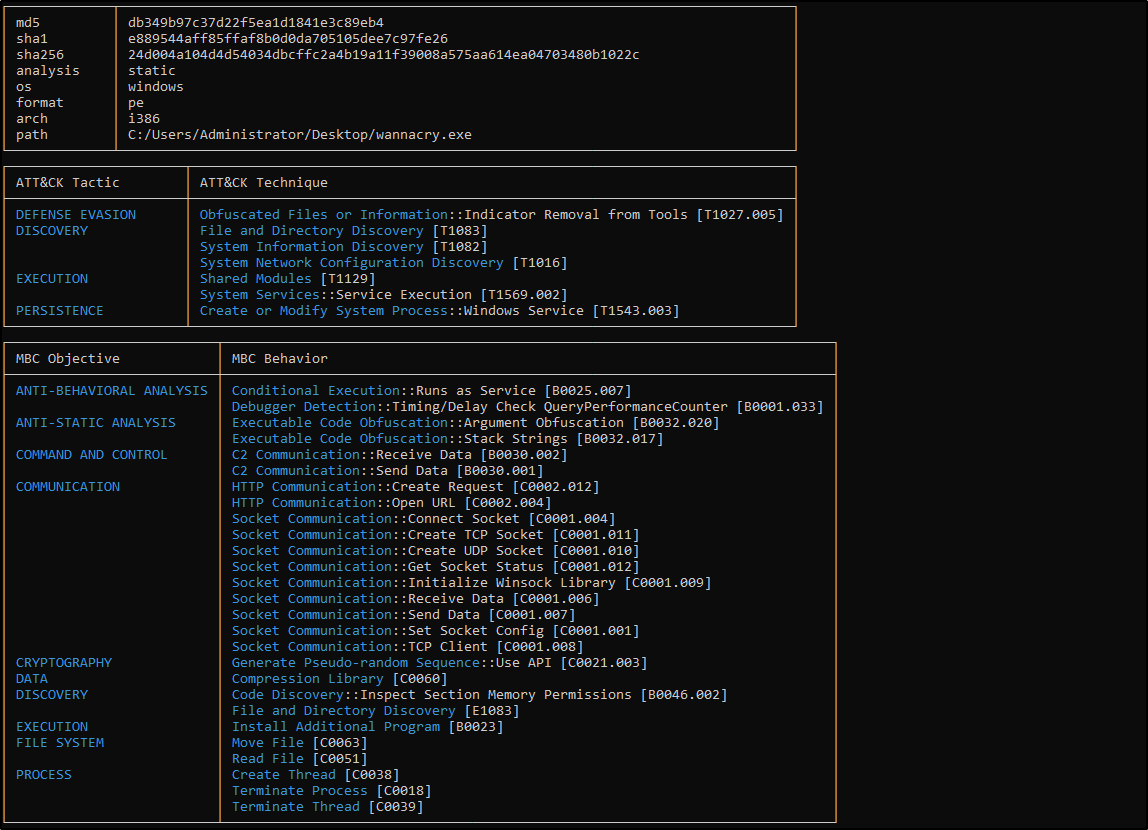 md5 db349b97c37d22f5ea1d1841e3c89eb4
sha1 e889544aff85ffaf8b0d0da705105dee7c97fe26
sha256 24d004a104d4d54034dbcffc2a4b19a11f39008a575aa614ea04703480b1022c
analysis static
os windows
format pe
arch i386
path C:/Users/Administrator/Desktop/wannacry.exe
ATT&CK Tactic ATT&CK Technique
DEFENSE EVASION Obfuscated Files or Information::Indicator Removal from Tools [T1027.005]
DISCOVERY File and Directory Discovery [T1083]
System Information Discovery [T1082]
System Network Configuration Discovery [T1016]
EXECUTION Shared Modules [T1129]
System Services::Service Execution [T1569.002]
PERSISTENCE Create or Modify System Process::Windows Service [T1543.003]
MBC Objective MBC Behavior
ANTI-BEHAVIORAL ANALYSIS Conditional Execution::Runs as Service [B0025.007]
Debugger Detection::Timing/Delay Check QueryPerformanceCounter [B0001.033]
ANTI-STATIC ANALYSIS Executable Code Obfuscation::Argument Obfuscation [B0032.020]
Executable Code Obfuscation::Stack Strings [B0032.017]
COMMAND AND CONTROL C2 Communication::Receive Data [B0030.002]
C2 Communication::Send Data [B0030.001]
COMMUNICATION HTTP Communication::Create Request [C0002.012]
HTTP Communication::Open URL [C0002.004]
Socket Communication::Connect Socket [C0001.004]
Socket Communication::Create TCP Socket [C0001.011]
Socket Communication::Create UDP Socket [C0001.010]
Socket Communication::Get Socket Status [C0001.012]
Socket Communication::Initialize Winsock Library [C0001.009]
Socket Communication::Receive Data [C0001.006]
Socket Communication::Send Data [C0001.007]
Socket Communication::Set Socket Config [C0001.001]
Socket Communication::TCP Client [C0001.008]
CRYPTOGRAPHY Generate Pseudo-random Sequence::Use API [C0021.003]
DATA Compression Library [C0060]
DISCOVERY Code Discovery::Inspect Section Memory Permissions [B0046.002]
File and Directory Discovery [E1083]
EXECUTION Install Additional Program [B0023]
FILE SYSTEM Move File [C0063]
Read File [C0051]
PROCESS Create Thread [C0038]
Terminate Process [C0018]
Terminate Thread [C0039]